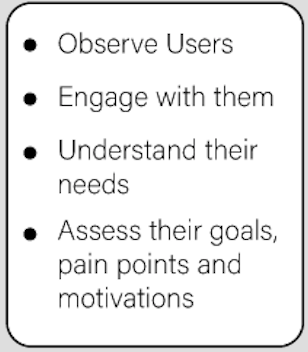 ● Observe Users
● Engage with them
● Understand their
needs
● Assess their goals,
pain points and
motivations